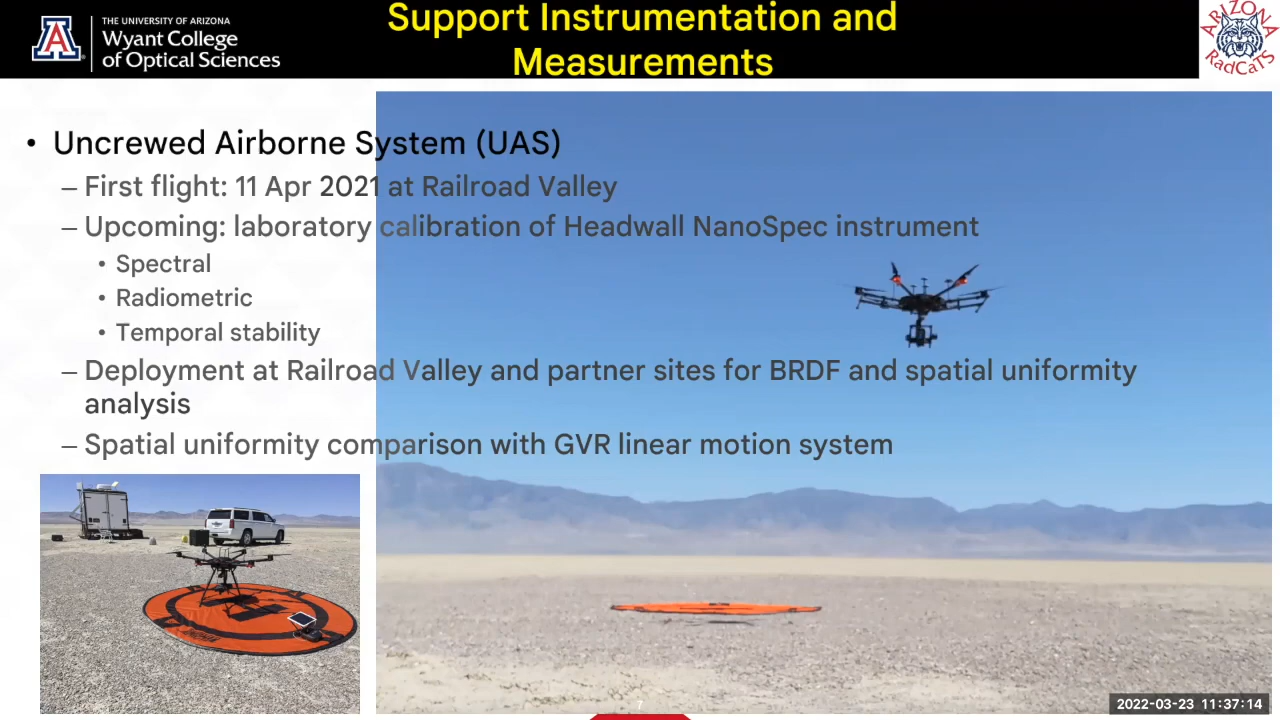 THE UNIVERSITY OF ARIZONA
Wyant College
of Optical Sciences
Support Instrumentation and
Measurements
ARIZONA
RadCaTS
• Uncrewed Airborne System (UAS)
– First flight: 11 Apr 2021 at Railroad Valley
– Upcoming: laboratory calibration of Headwall NanoSpec instrument
• Spectral
• Radiometric
• Temporal stability
– Deployment at Railroad Valley and partner sites for BRDF and spatial uniformity
analysis
– Spatial uniformity comparison with GVR linear motion system
7
2022-03-23 11:37:14